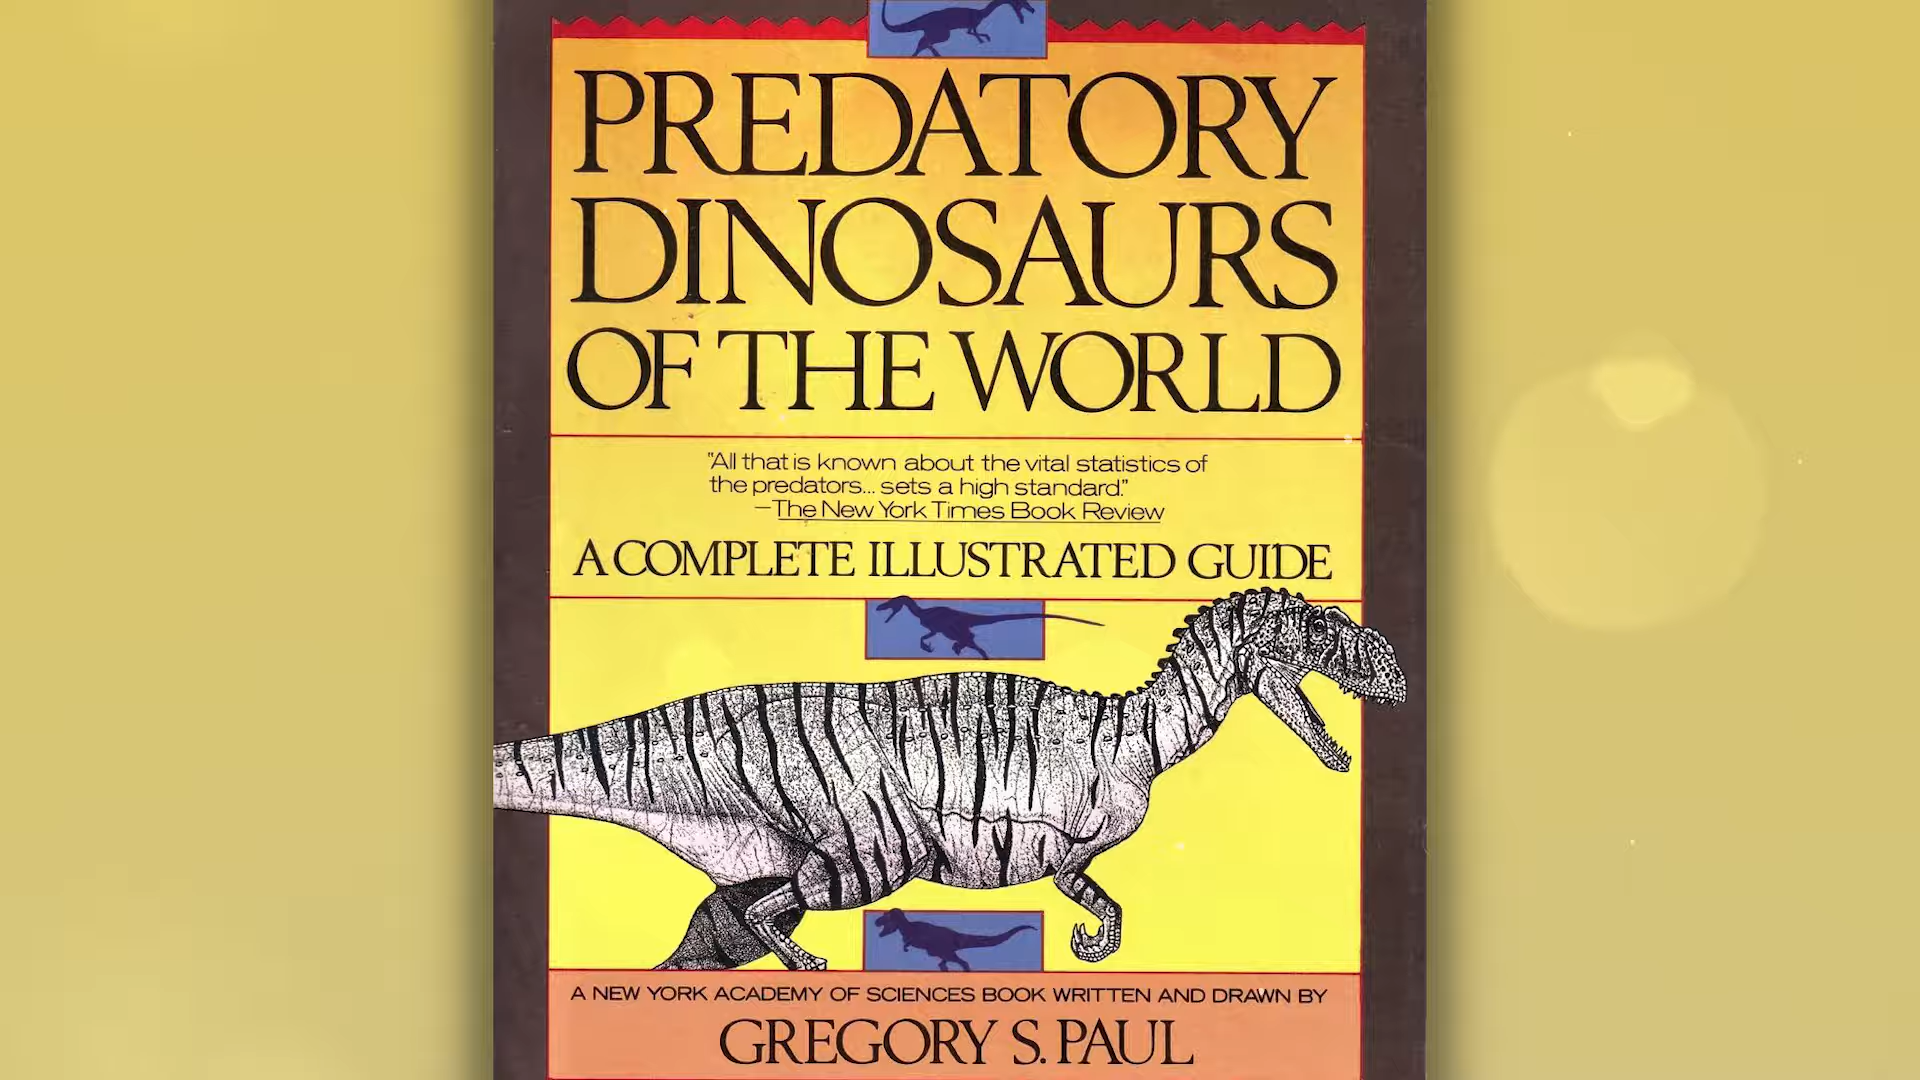 PREDATORY
DINOSAURS
OF THE WORLD
"All that is known about the vital statistics of
the predators... sets a high standard."
—The New York Times Book Review
A COMPLETE ILLUSTRATED GUIDE
A NEW YORK ACADEMY OF SCIENCES BOOK WRITTEN AND DRAWN BY
GREGORY S. PAUL